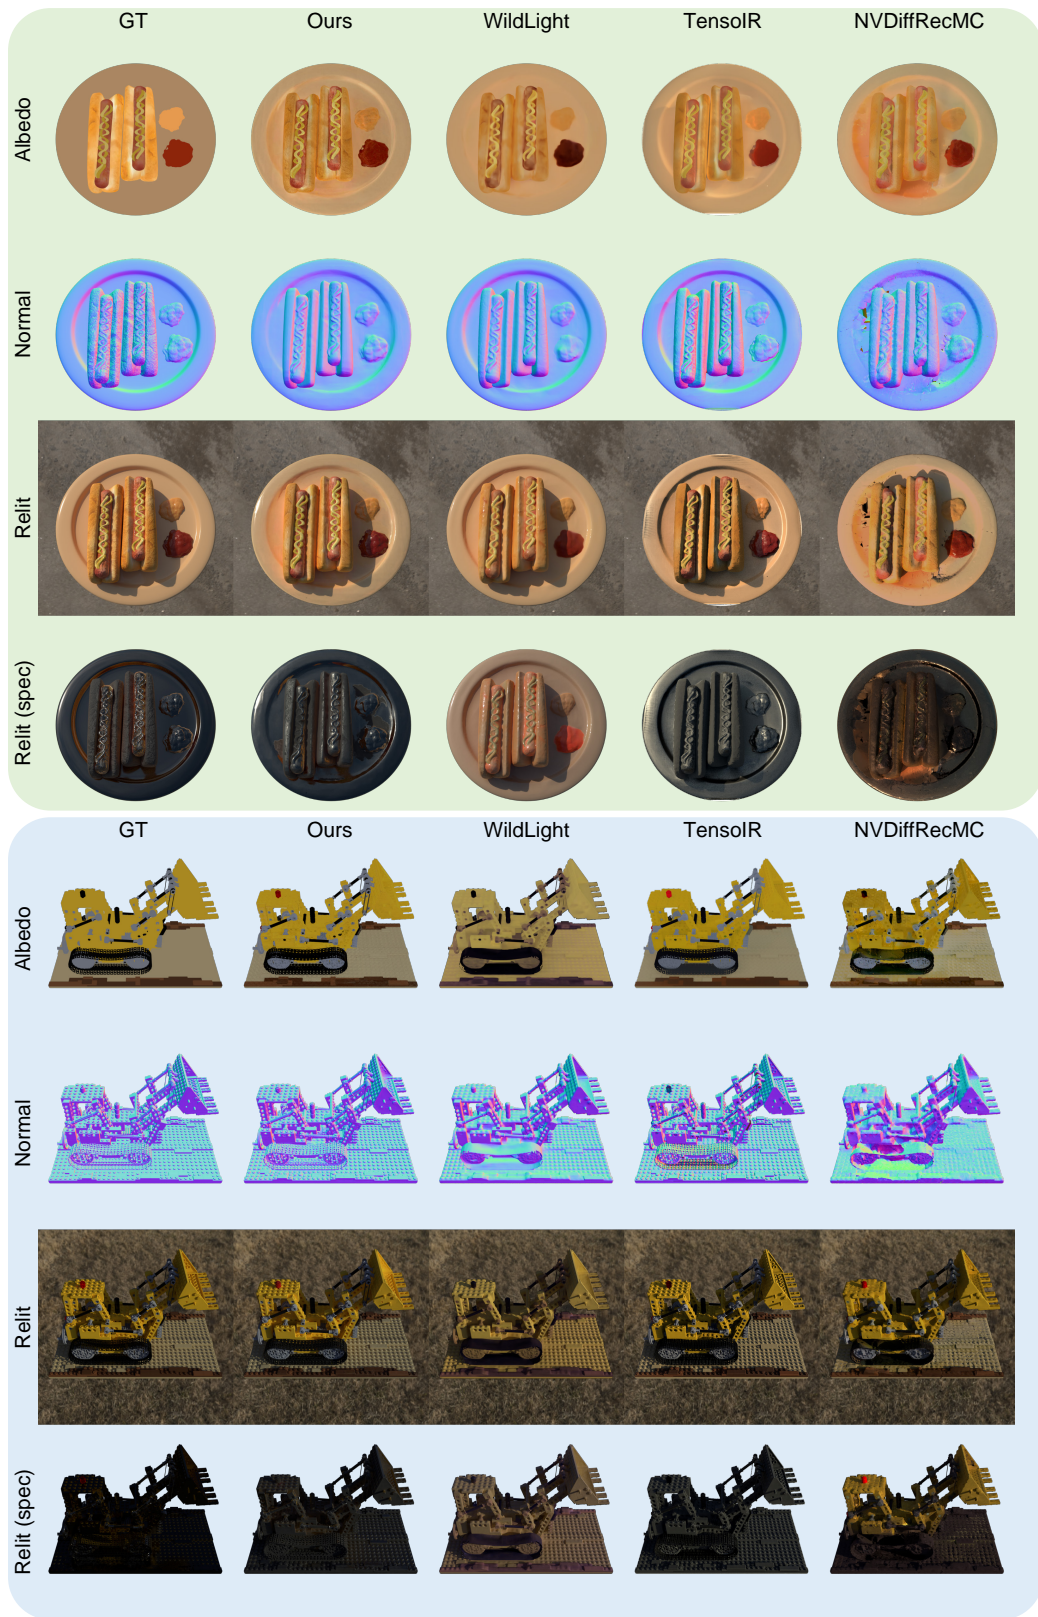 GT Ours WildLight TensoIR NVDiffRecMC
Albedo
Normal
Relit
Relit (spec)
GT Ours WildLight TensoIR NVDiffRecMC
Albedo
Normal
Relit
Relit (spec)